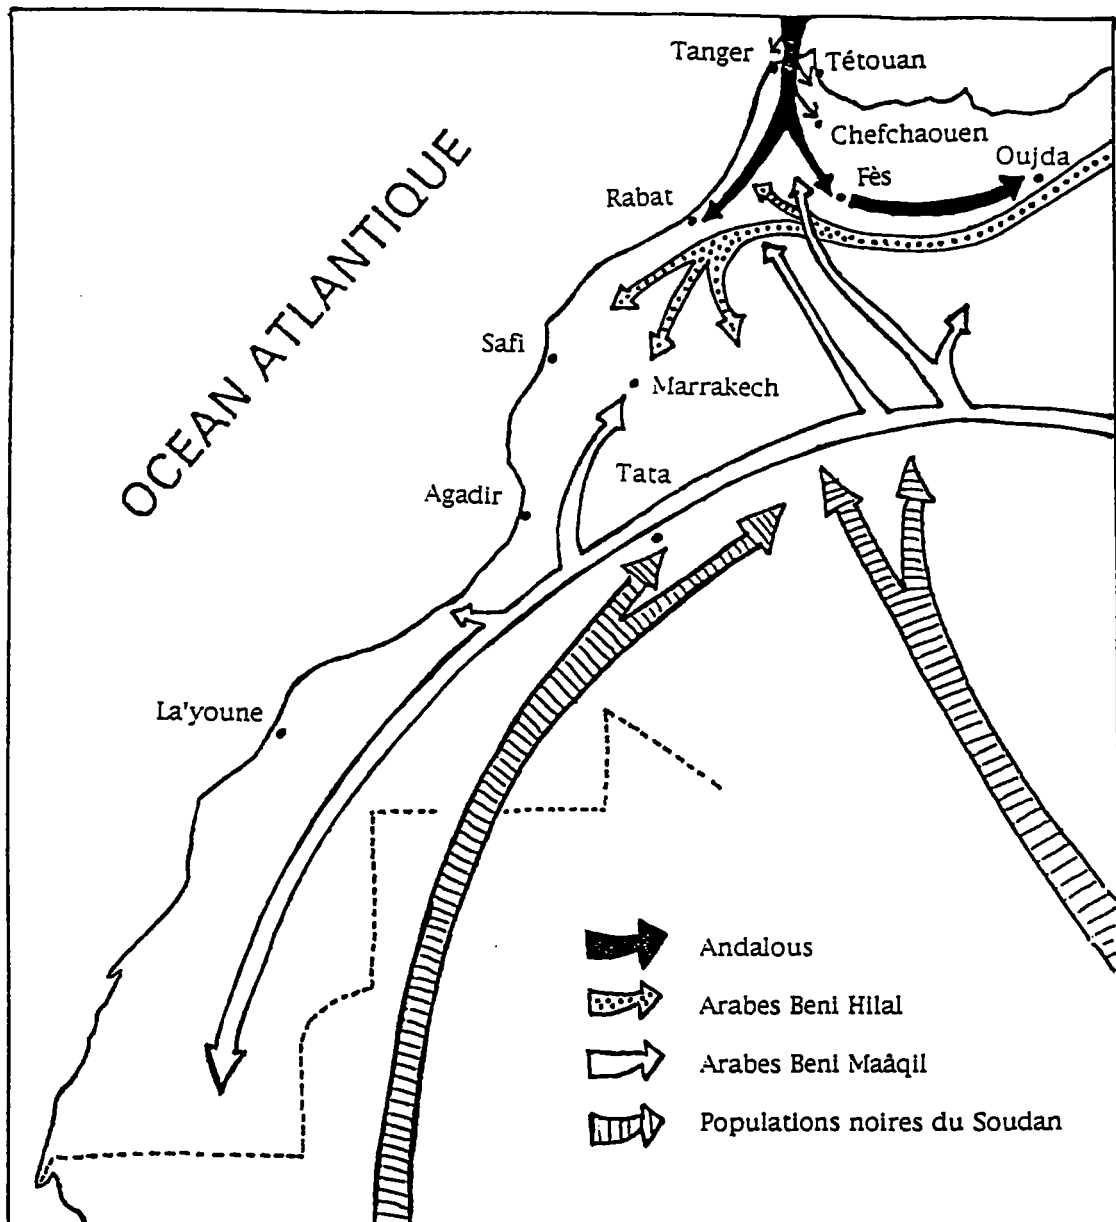 Tanger
Tétouan
Chefchaouen
Oujda
Fès
Rabat
OCEAN ATLANTIQUE
Safi
Marrakech
Tata
Agadir
La'youne
Andalous
Arabes Beni Hilal
Arabes Beni Maâqil
Populations noires du Soudan